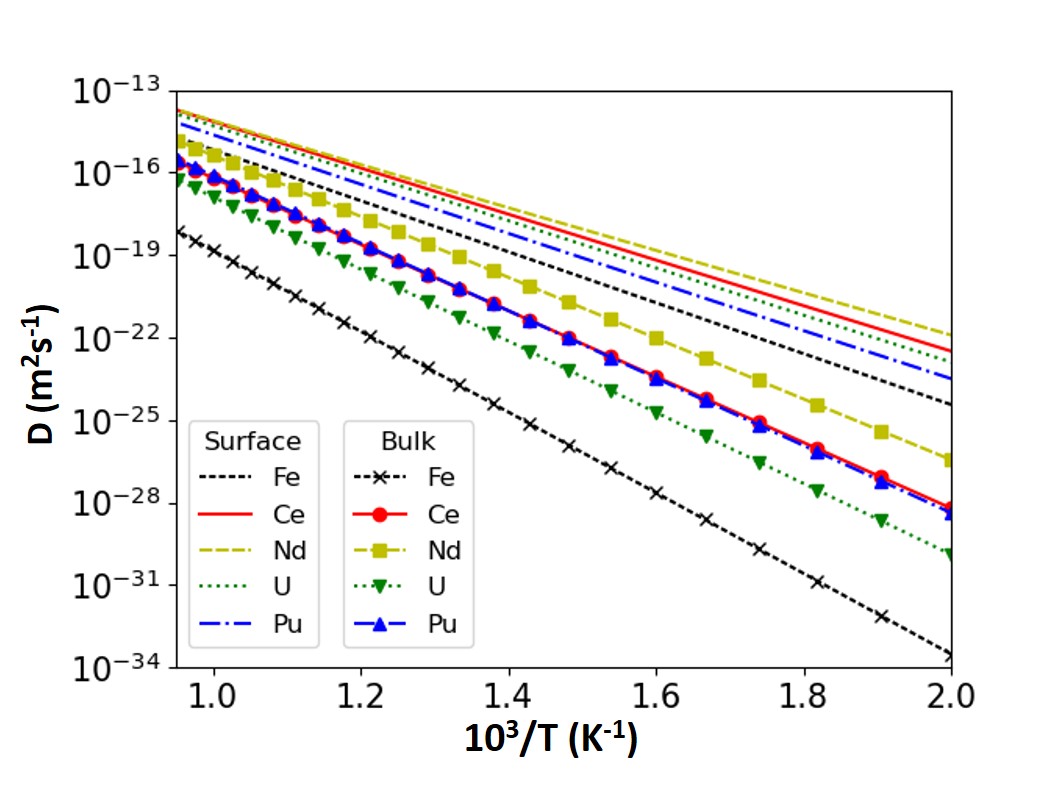 10⁻¹³
10⁻¹⁶
10⁻¹⁹
10⁻²²
10⁻²⁵
10⁻²⁸
10⁻³¹
10⁻³⁴
D (m²s⁻¹)
Surface
Fe
Ce
Nd
U
Pu
Bulk
Fe
Ce
Nd
U
Pu
1.0 1.2 1.4 1.6 1.8 2.0
10³/T (K⁻¹)